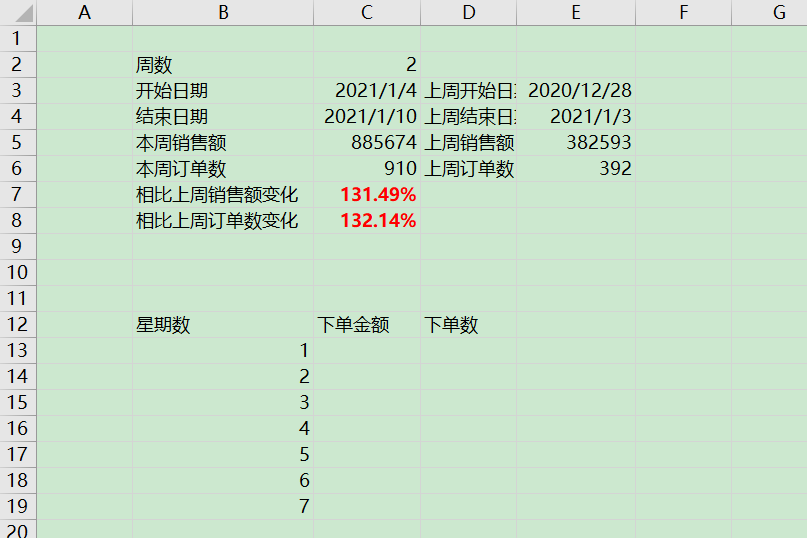 A B C D E F G
1
2 周数 2
3 开始日期 2021/1/4 上周开始日 2020/12/28
4 结束日期 2021/1/10 上周结束日 2021/1/3
5 本周销售额 885674 上周销售额 382593
6 本周订单数 910 上周订单数 392
7 相比上周销售额变化 131.49%
8 相比上周订单数变化 132.14%
9
10
11
12 星期数 下单金额 下单数
13 1
14 2
15 3
16 4
17 5
18 6
19 7
20